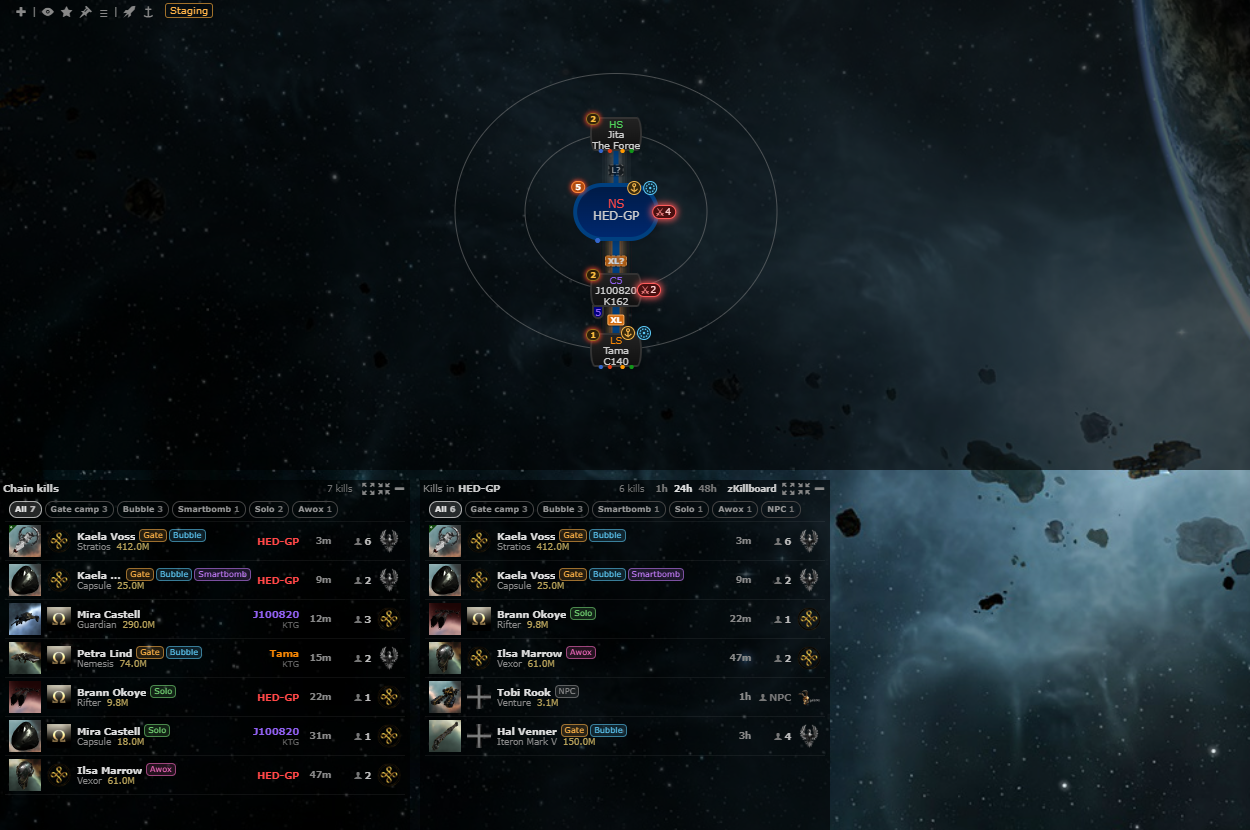 Staging
2
HS
Jita
The Forge
L?
5
NS
HED-GP
4
XL?
2
C5
J100820
2
K162
5
XL
1
LS
Tama
C140
Chain kills
7 kills
All 7
Gate camp 3
Bubble 3
Smartbomb 1
Solo 2
Awox 1
Kaela Voss Gate Bubble
Stratios 412.0M
HED-GP
3m
6
Kaela ... Gate Bubble Smartbomb
Capsule 25.0M
HED-GP
9m
2
Mira Castell
Guardian 290.0M
J100820
KTG
12m
3
Petra Lind Gate Bubble
Nemesis 74.0M
Tama
KTG
15m
2
Brann Okoye Solo
Rifter 9.8M
HED-GP
22m
1
Mira Castell Solo
Capsule 18.0M
J100820
KTG
31m
1
Ilsa Marrow Awox
Vexor 61.0M
HED-GP
47m
2
Kills in HED-GP
6 kills 1h 24h 48h zKillboard
All 6
Gate camp 3
Bubble 3
Smartbomb 1
Solo 1
Awox 1
NPC 1
Kaela Voss Gate Bubble
Stratios 412.0M
3m
6
Kaela Voss Gate Bubble Smartbomb
Capsule 25.0M
9m
2
Brann Okoye Solo
Rifter 9.8M
22m
1
Ilsa Marrow Awox
Vexor 61.0M
47m
2
Tobi Rook NPC
Venture 3.1M
1h
NPC
Hal Venner Gate Bubble
Iteron Mark V 150.0M
3h
4